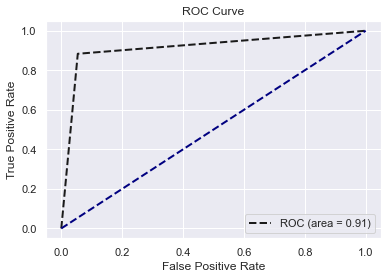 ROC Curve
1.0
0.8
0.6
0.4
0.2
0.0
True Positive Rate
ROC (area = 0.91)
0.0 0.2 0.4 0.6 0.8 1.0
False Positive Rate